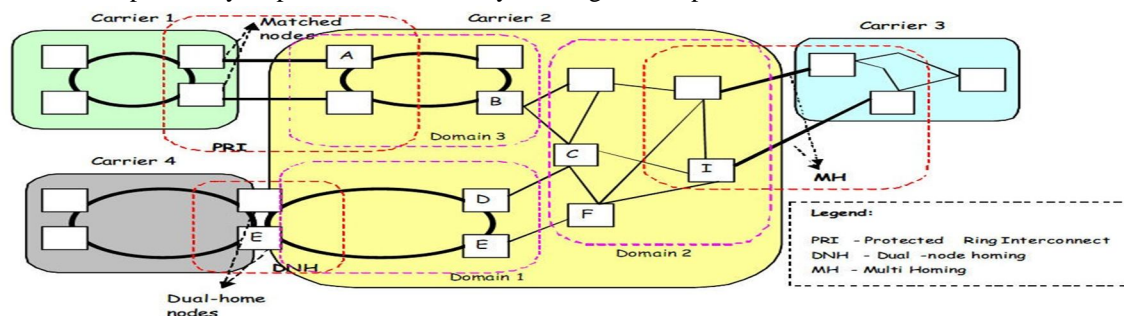 Carrier 1
Matched
nodes
Carrier 2
Carrier 3
A
B
PRI
Domain 3
C
I
MH
Carrier 4
D
F
E
E
DNH
Domain 1
Domain 2
Dual-home
nodes
Legend:
PRI - Protected Ring Interconnect
DNH - Dual -node homing
MH - Multi Homing